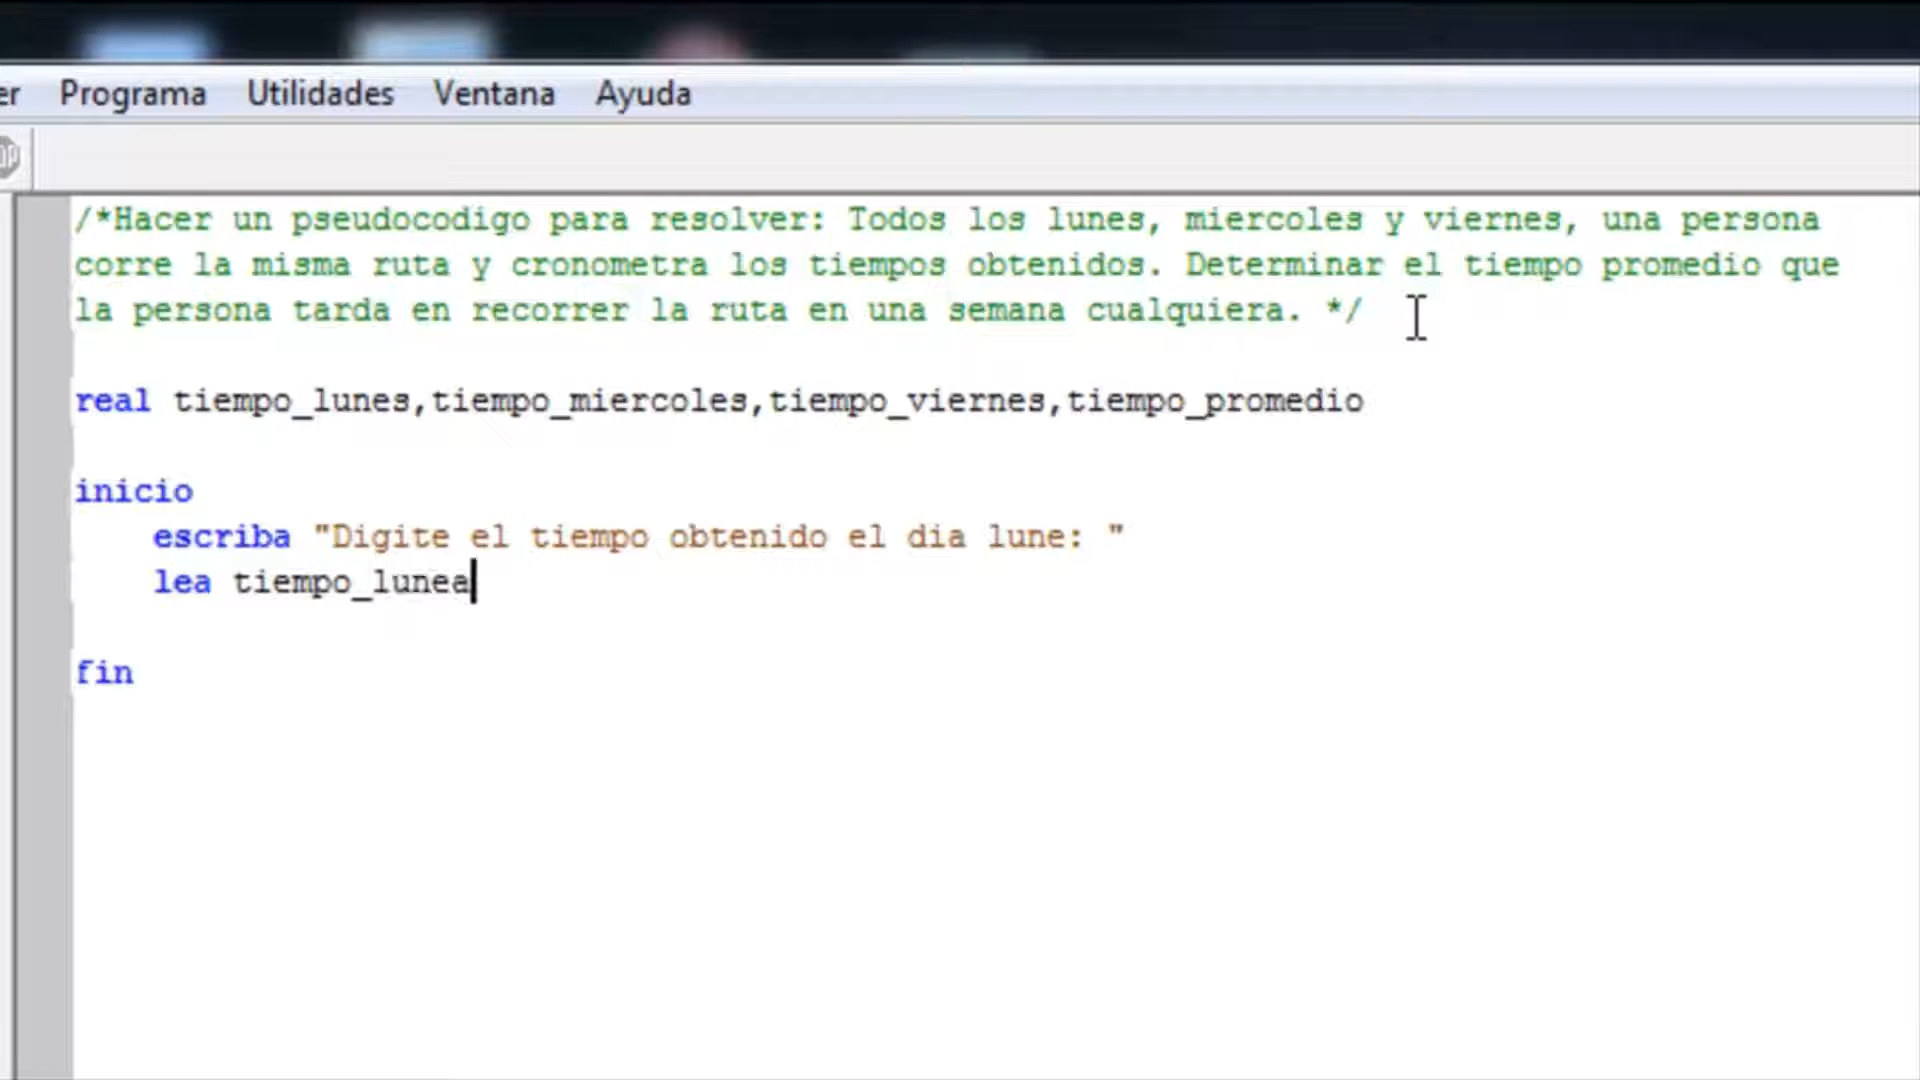 er Programa Utilidades Ventana Ayuda
OP
/*Hacer un pseudocodigo para resolver: Todos los lunes, miercoles y viernes, una persona
corre la misma ruta y cronometra los tiempos obtenidos. Determinar el tiempo promedio que
la persona tarda en recorrer la ruta en una semana cualquiera. */
real tiempo_lunes,tiempo_miercoles,tiempo_viernes,tiempo_promedio
inicio
escriba "Digite el tiempo obtenido el dia lune: "
lea tiempo_lunea
fin